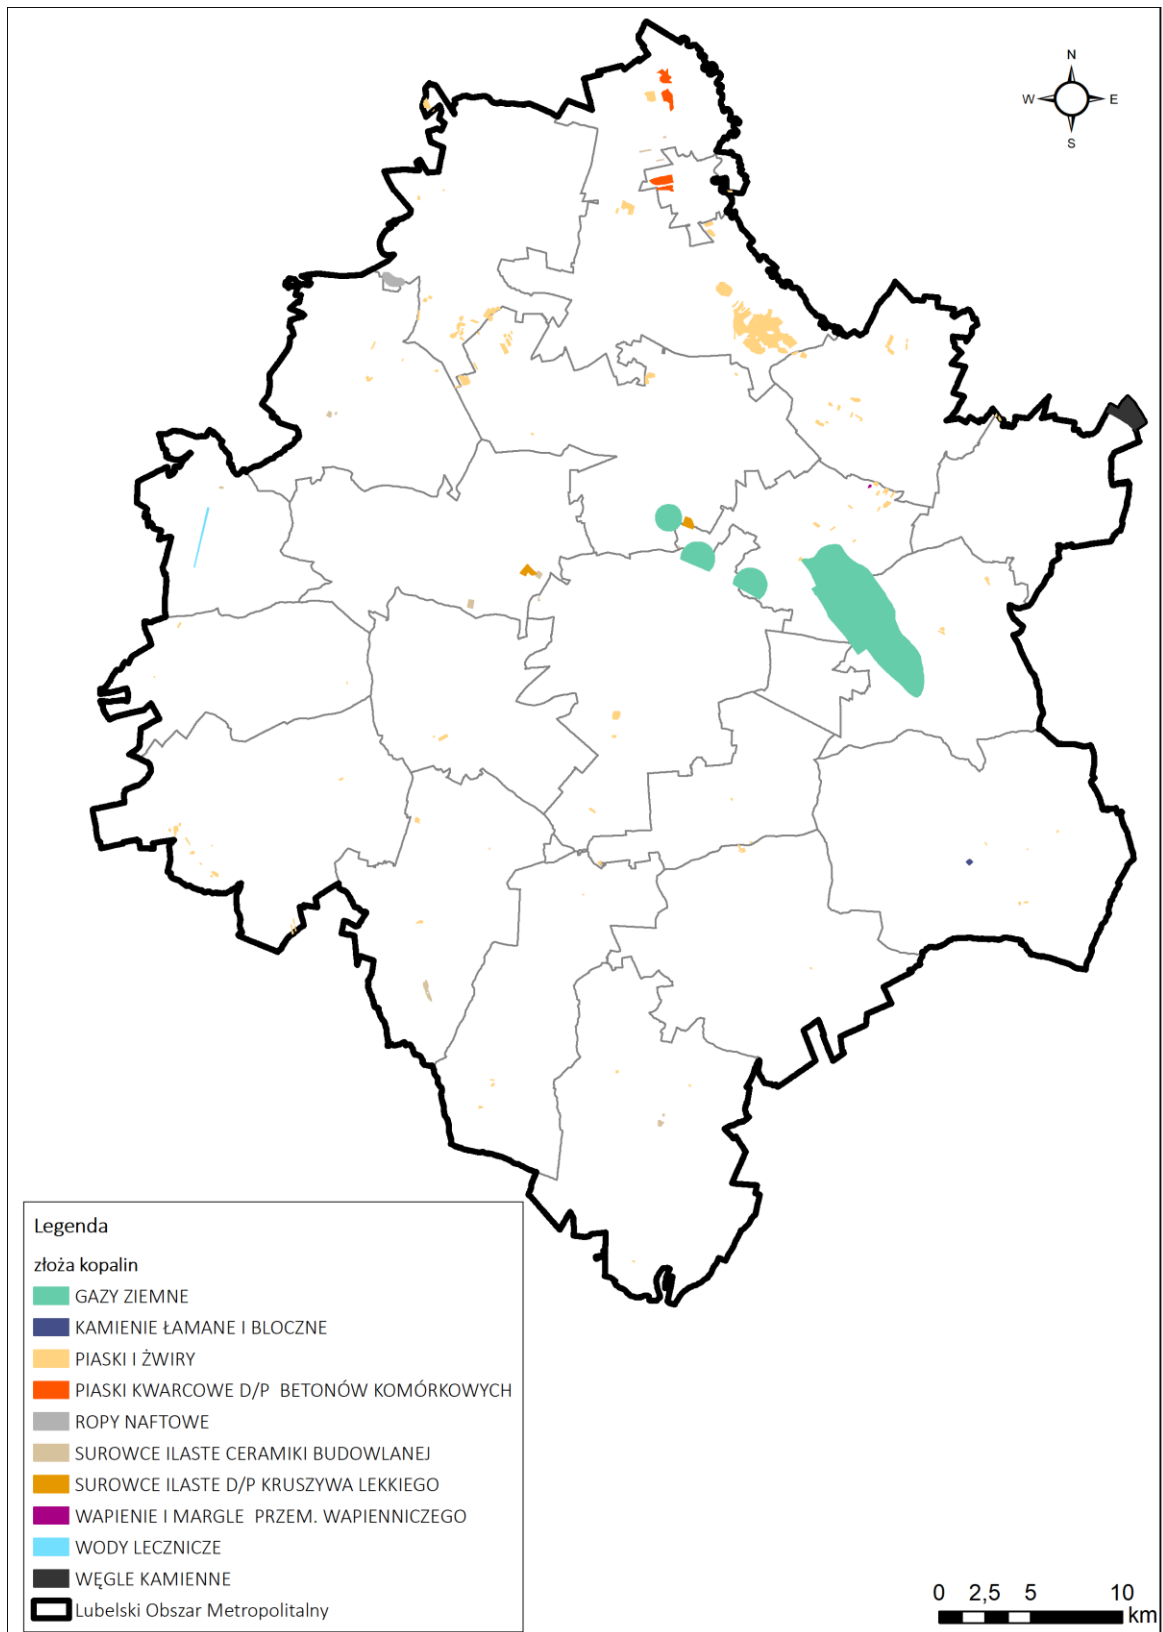 N
W E
S
Legenda
złoża kopalin
GAZY ZIEMNE
KAMIENIE ŁAMANE I BLOCZNE
PIASKI I ŻWIRY
PIASKI KWARCOWE D/P BETONÓW KOMÓRKOWYCH
ROPY NAFTOWE
SUROWCE ILASTE CERAMIKI BUDOWLANEJ
SUROWCE ILASTE D/P KRUSZYWA LEKKIEGO
WAPIENIE I MARGLE PRZEM. WAPIENNICZEGO
WODY LECZNICZE
WĘGLE KAMIENNE
Lubelski Obszar Metropolitalny
0 2,5 5 10
km